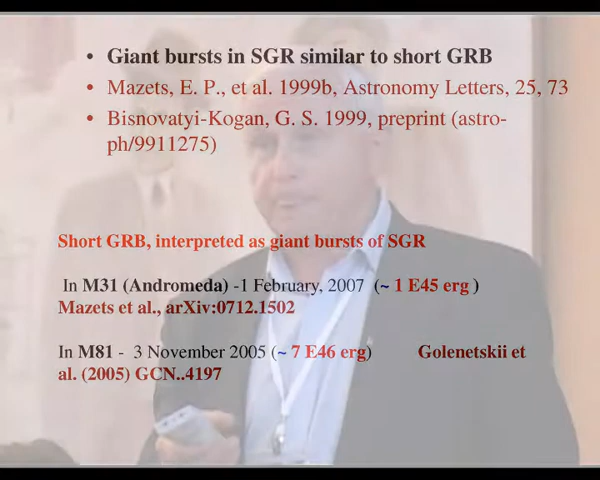 • Giant bursts in SGR similar to short GRB
• Mazets, E. P., et al. 1999b, Astronomy Letters, 25, 73
• Bisnovatyi-Kogan, G. S. 1999, preprint (astro-
ph/9911275)
Short GRB, interpreted as giant bursts of SGR
In M31 (Andromeda) -1 February, 2007 (~ 1 E45 erg )
Mazets et al., arXiv:0712.1502
In M81 - 3 November 2005 (~ 7 E46 erg) Golenetskii et
al. (2005) GCN..4197